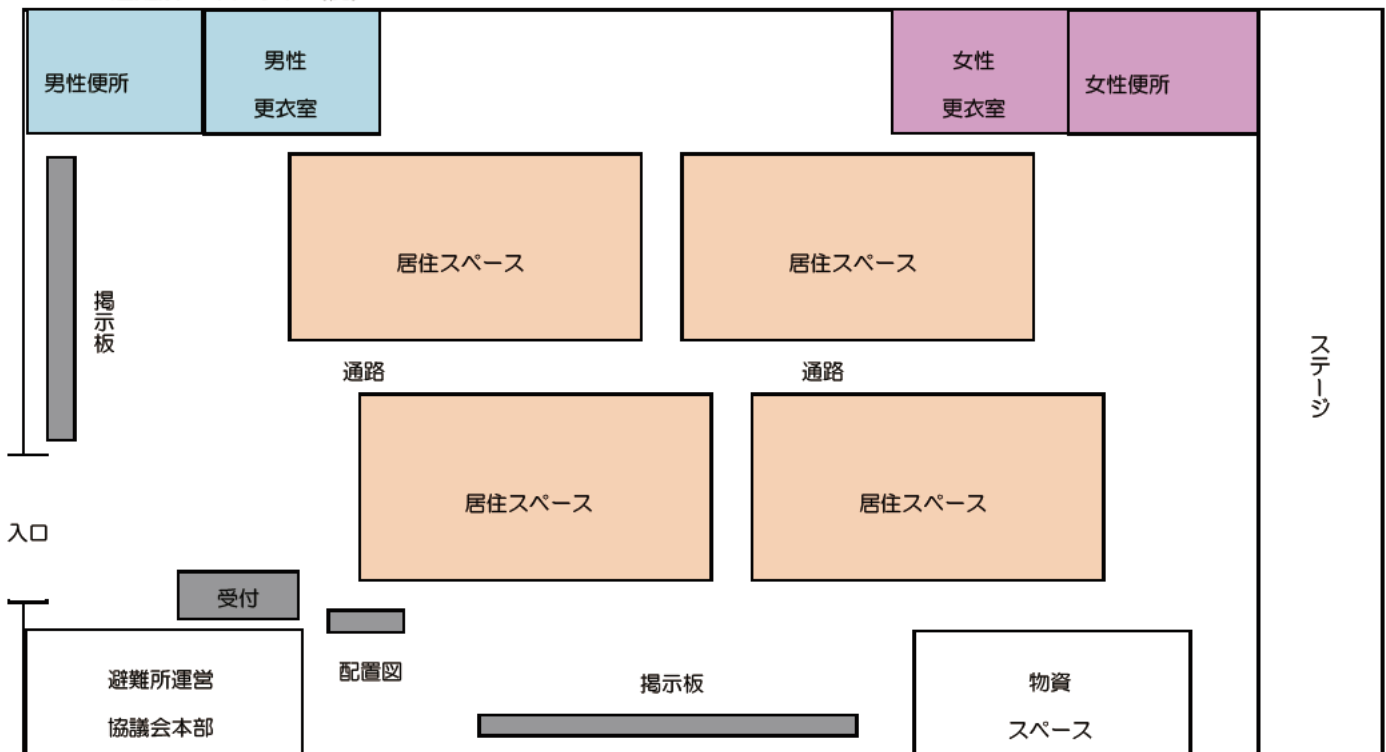 男性便所
男性
更衣室
女性
更衣室
女性便所
居住スペース
居住スペース
掲示板
ステージ
通路
通路
居住スペース
居住スペース
入口
受付
配置図
避難所運営
協議会本部
掲示板
物資
スペース